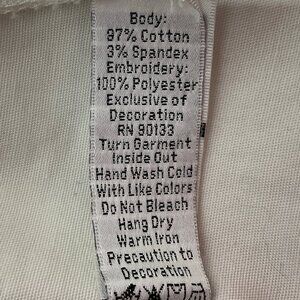 Body:
97% Cotton
3% Spandex
Embroidery:
100% Polyester
Exclusive of
Decoration
RN 90133
Turn Garment
Inside Out
Hand Wash Cold
With Like Colors
Do Not Bleach
Hang Dry
Warm Iron
Precaution to
Decoration